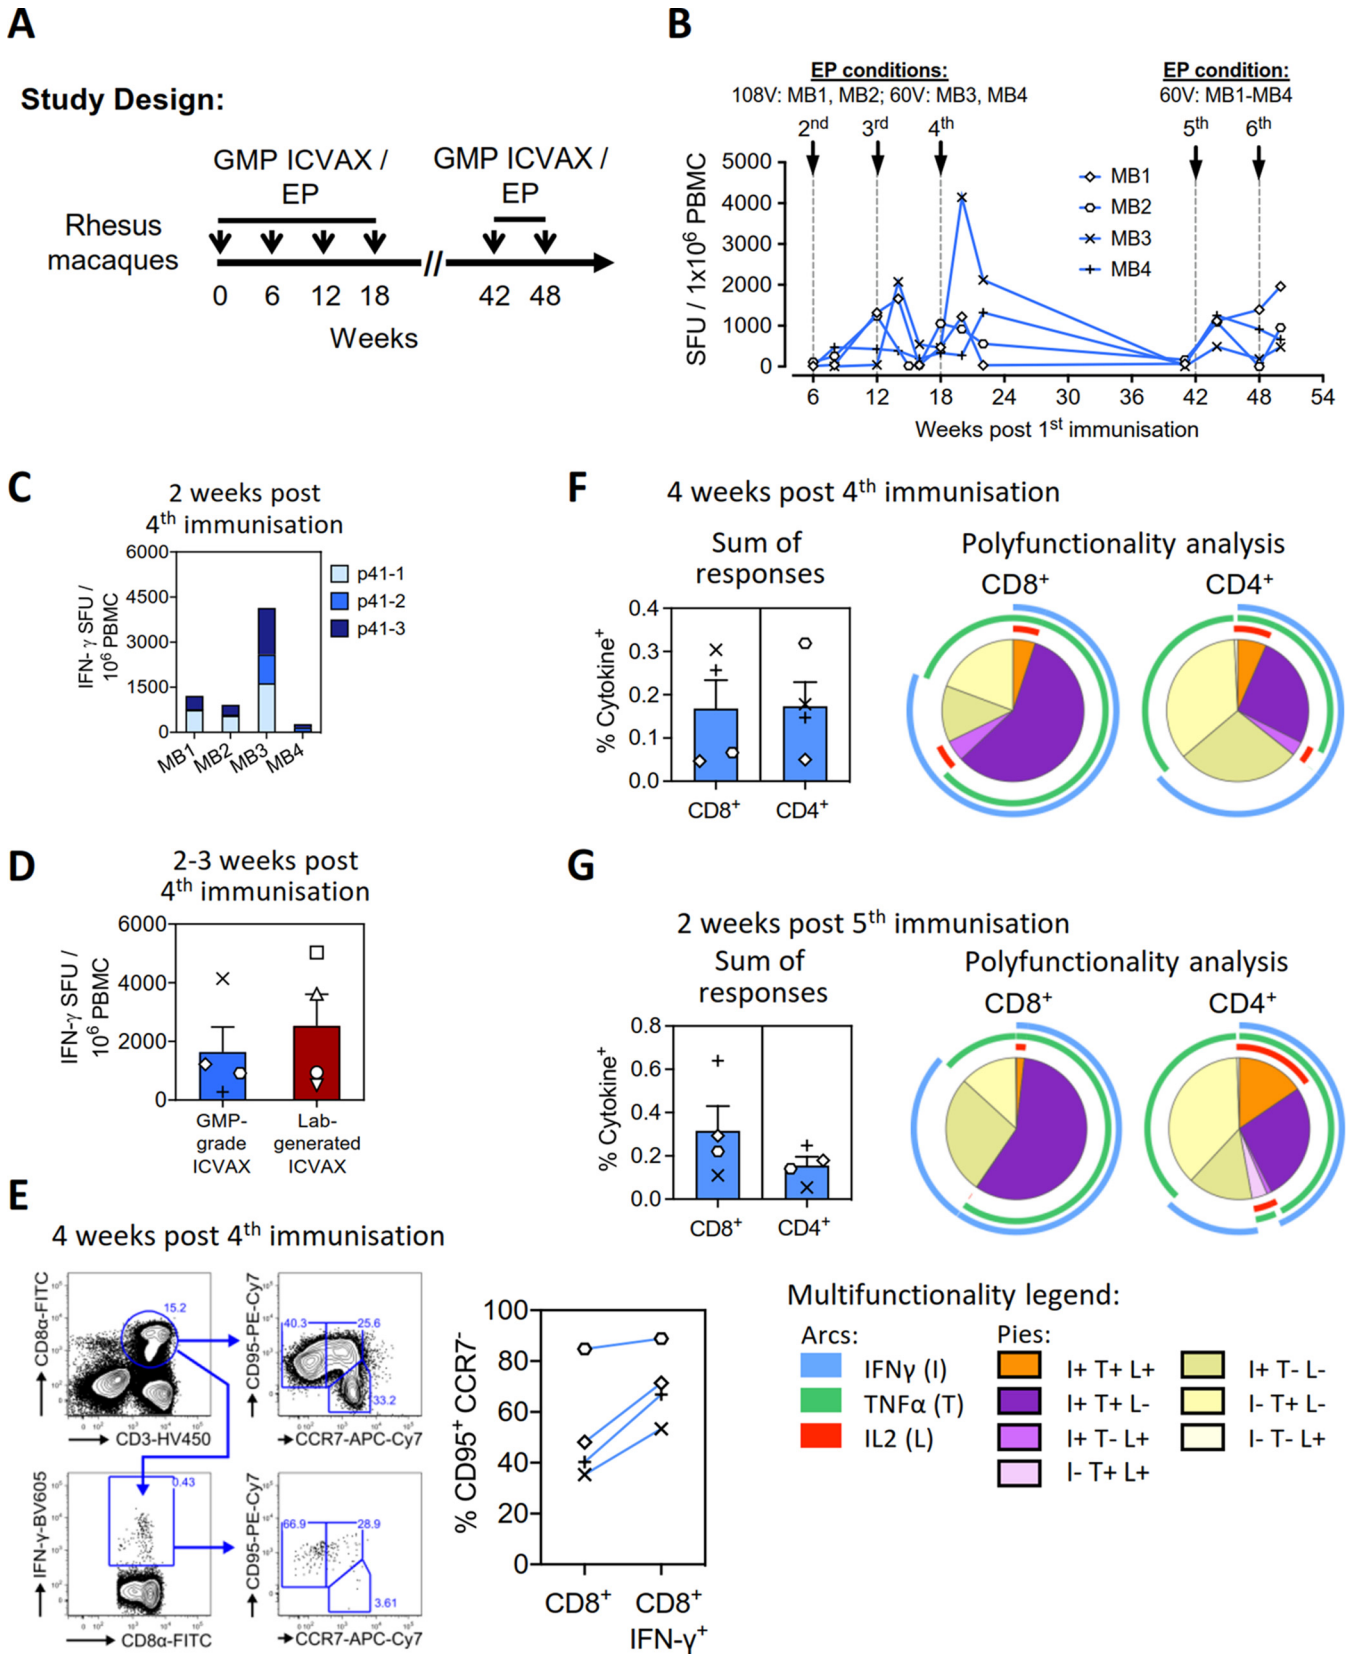 A
Study Design:
GMP ICVAX /
EP
GMP ICVAX /
EP
Rhesus
macaques
0 6 12 18 42 48
Weeks
B
EP conditions:
108V: MB1, MB2; 60V: MB3, MB4
EP condition:
60V: MB1-MB4
2nd 3rd 4th 5th 6th
SFU / 1x10^6 PBMC
5000
4000
3000
2000
1000
0
MB1
MB2
MB3
MB4
6 12 18 24 30 36 42 48 54
Weeks post 1st immunisation
C
2 weeks post
4th immunisation
IFN- γ SFU /
10^6 PBMC
6000
4500
3000
1500
0
p41-1
p41-2
p41-3
MB1 MB2 MB3 MB4
D
2-3 weeks post
4th immunisation
IFN-γ SFU /
10^6 PBMC
6000
4000
2000
0
GMP-
grade
ICVAX
Lab-
generated
ICVAX
E
4 weeks post 4th immunisation
CD8α-FITC
15.2
CD3-HV450
CD95-PE-Cy7
40.3 25.6
33.2
CCR7-APC-Cy7
IFN-γ-BV605
0.43
CD8α-FITC
CD95-PE-Cy7
66.9 28.9
3.61
CCR7-APC-Cy7
% CD95+ CCR7-
100
80
60
40
20
0
CD8+ CD8+
IFN-γ+
F
4 weeks post 4th immunisation
Sum of
responses
% Cytokine+
0.4
0.3
0.2
0.1
0.0
CD8+ CD4+
Polyfunctionality analysis
CD8+ CD4+
G
2 weeks post 5th immunisation
Sum of
responses
% Cytokine+
0.8
0.6
0.4
0.2
0.0
CD8+ CD4+
Polyfunctionality analysis
CD8+ CD4+
Multifunctionality legend:
Arcs:
IFNγ (I)
TNFα (T)
IL2 (L)
Pies:
I+ T+ L+
I+ T+ L-
I+ T- L+
I- T+ L+
I+ T- L-
I- T+ L-
I- T- L+